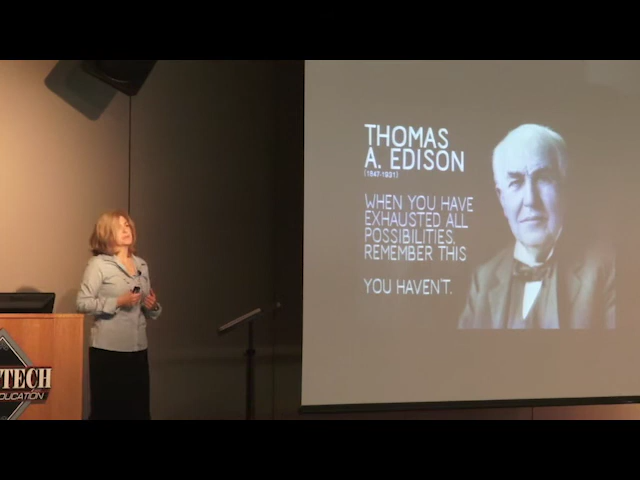 THOMAS
A. EDISON
(1847-1931)
WHEN YOU HAVE
EXHAUSTED ALL
POSSIBILITIES,
REMEMBER THIS
YOU HAVEN'T.
TECH
EDUCATION